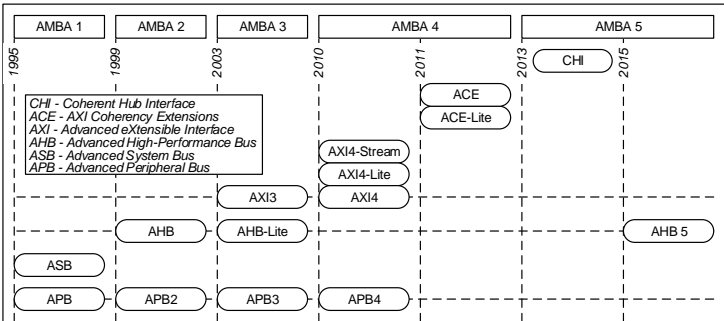 AMBA 1 AMBA 2 AMBA 3 AMBA 4 AMBA 5
1995 1999 2003 2010 2011 2013 2015
CHI
CHI - Coherent Hub Interface
ACE - AXI Coherency Extensions
AXI - Advanced eXtensible Interface
AHB - Advanced High-Performance Bus
ASB - Advanced System Bus
APB - Advanced Peripheral Bus
ACE
ACE-Lite
AXI4-Stream
AXI4-Lite
AXI3 AXI4
AHB AHB-Lite AHB 5
ASB
APB APB2 APB3 APB4